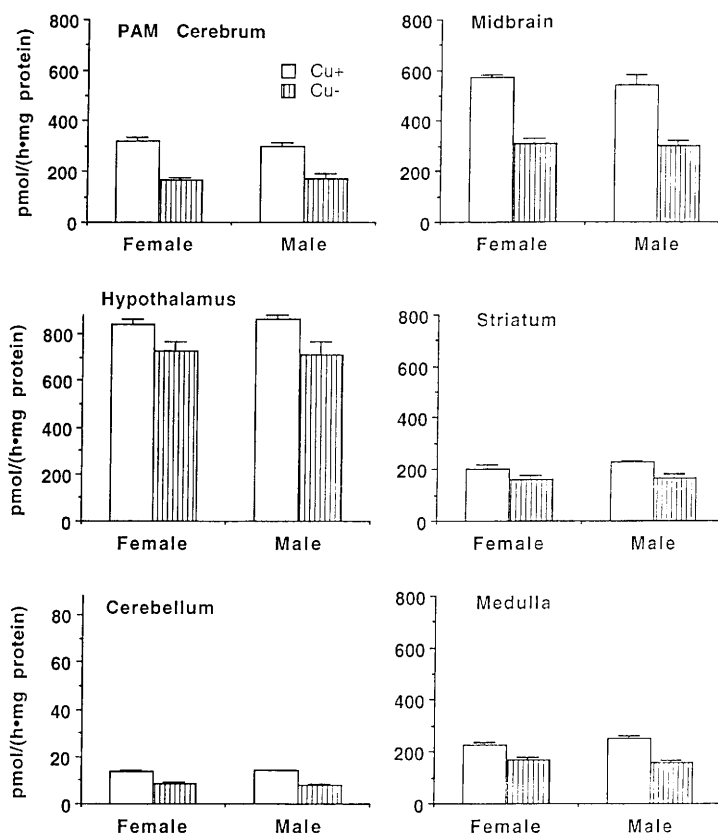 PAM Cerebrum
Cu+
Cu-
pmol/(h•mg protein)
800
600
400
200
0
Female
Male
Midbrain
800
600
400
200
0
Female
Male
Hypothalamus
pmol/(h•mg protein)
800
600
400
200
0
Female
Male
Striatum
800
600
400
200
0
Female
Male
Cerebellum
pmol/(h•mg protein)
80
60
40
20
0
Female
Male
Medulla
800
600
400
200
0
Female
Male